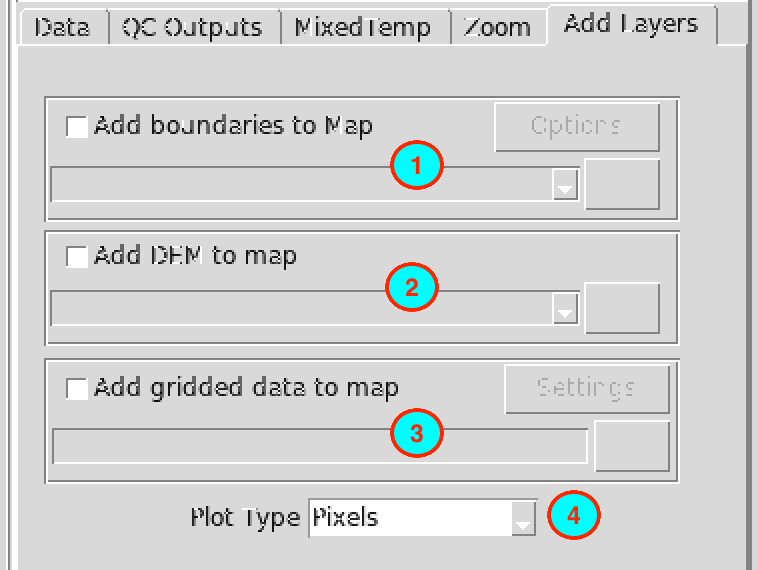 Data QC Outputs MixedTemp Zoom Add Layers
Add boundaries to Map Options
1
Add DEM to map
2
Add gridded data to map Settings
3
Plot Type Pixels 4